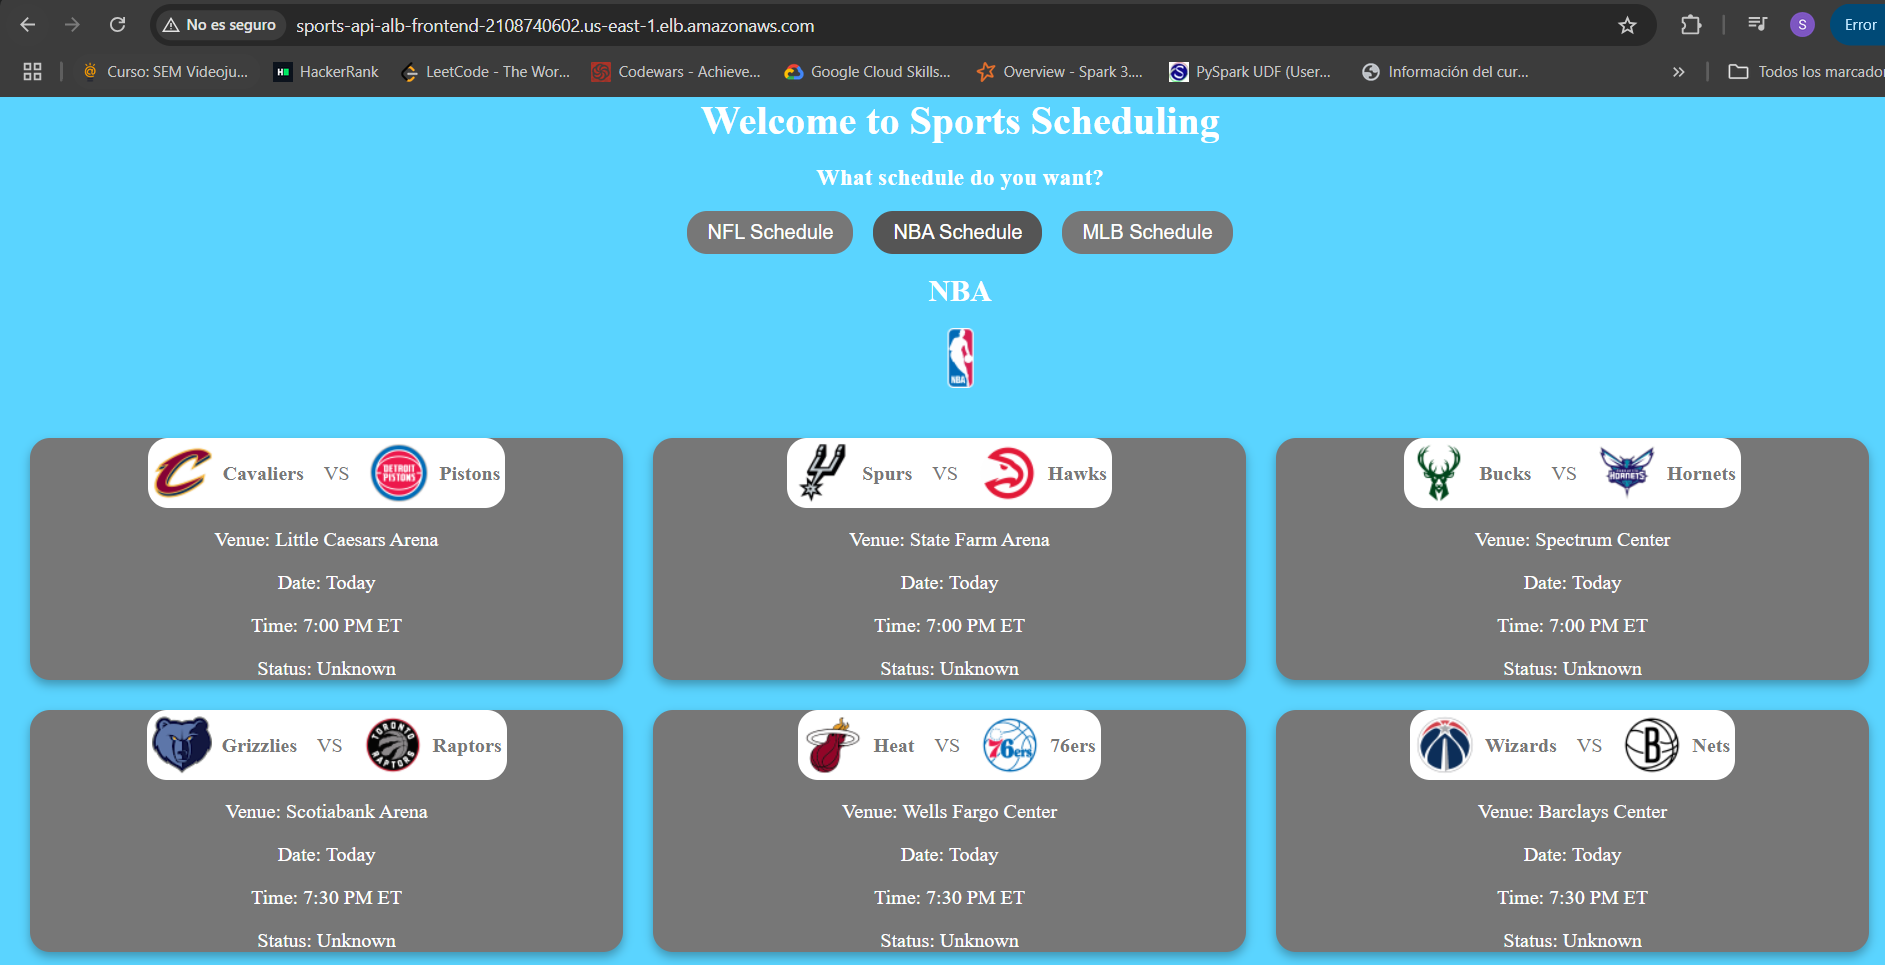 No es seguro sports-api-alb-frontend-2108740602.us-east-1.elb.amazonaws.com S Error
Curso: SEM Videoju... HackerRank LeetCode - The Wor... Codewars - Achieve... Google Cloud Skills... Overview - Spark 3.... PySpark UDF (User... Información del cur... » Todos los marcador
Welcome to Sports Scheduling
What schedule do you want?
NFL Schedule NBA Schedule MLB Schedule
NBA
NBA
Cavaliers VS DETROIT PISTONS Pistons
Venue: Little Caesars Arena
Date: Today
Time: 7:00 PM ET
Status: Unknown
Spurs VS Hawks
Venue: State Farm Arena
Date: Today
Time: 7:00 PM ET
Status: Unknown
Bucks VS HORNETS Hornets
Venue: Spectrum Center
Date: Today
Time: 7:00 PM ET
Status: Unknown
Grizzlies VS TORONTO RAPTORS Raptors
Venue: Scotiabank Arena
Date: Today
Time: 7:30 PM ET
Status: Unknown
Heat VS 76ers 76ers
Venue: Wells Fargo Center
Date: Today
Time: 7:30 PM ET
Status: Unknown
Wizards VS B Nets
Venue: Barclays Center
Date: Today
Time: 7:30 PM ET
Status: Unknown